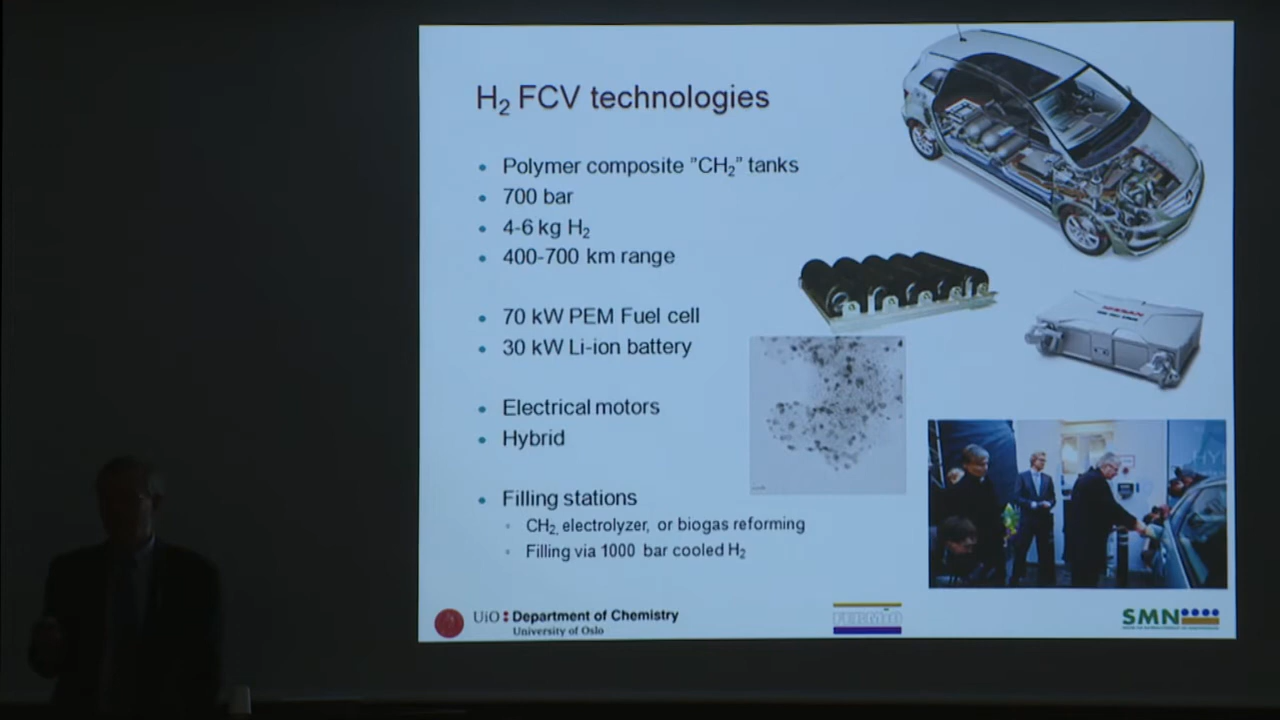 H₂ FCV technologies
• Polymer composite ”CH₂” tanks
• 700 bar
• 4-6 kg H₂
• 400-700 km range
• 70 kW PEM Fuel cell
• 30 kW Li-ion battery
• Electrical motors
• Hybrid
• Filling stations
◦ CH₂, electrolyzer, or biogas reforming
◦ Filling via 1000 bar cooled H₂
NISSAN
UiO: Department of Chemistry
University of Oslo
FERMiO
SMN